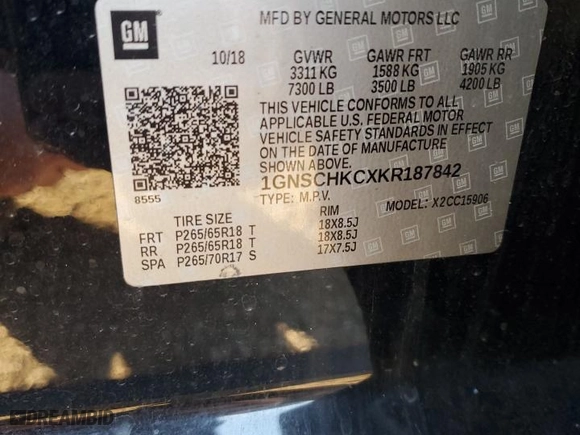 GM
MFD BY GENERAL MOTORS LLC
10/18 GVWR GAWR FRT GAWR RR
3311 KG 1588 KG 1905 KG
7300 LB 3500 LB 4200 LB
THIS VEHICLE CONFORMS TO ALL
APPLICABLE U.S. FEDERAL MOTOR
VEHICLE SAFETY STANDARDS IN EFFECT
ON THE DATE OF MANUFACTURE
SHOWN ABOVE.
1GNSCHKCXKR187842
TYPE: M.P.V. MODEL: X2CC15906
8555
TIRE SIZE RIM
FRT P265/65R18 T 18X8.5J
RR P265/65R18 T 18X8.5J
SPA P265/70R17 S 17X7.5J
DREAMBID